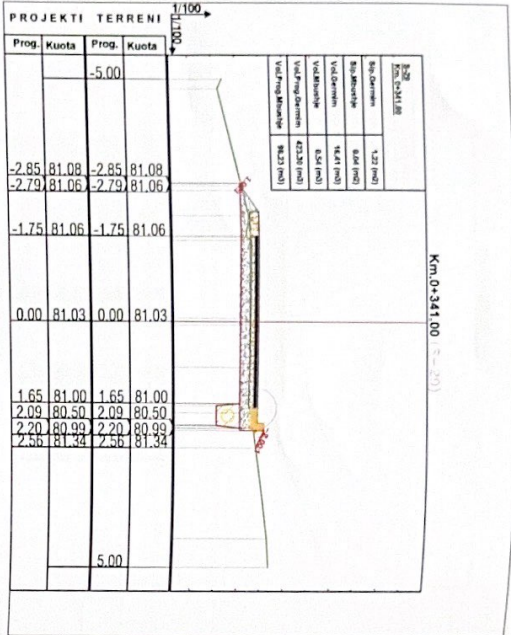 PROJEKTI TERRENI
1/100
1/100
Prog. Kuota Prog. Kuota
-5.00
-2.85 81.08 -2.85 81.08
-2.79 81.06 -2.79 81.06
-1.75 81.06 -1.75 81.06
0.00 81.03 0.00 81.03
1.65 81.00 1.65 81.00
2.09 80.50 2.09 80.50
2.20 80.99 2.20 80.99
2.56 81.34 2.56 81.34
5.00
Km.0+341.00 (S-29)
S-29
Km. 0+341.00
Sip.Germim 1.22 (m2)
Sip.Mbushje 0.04 (m2)
Vol.Germim 16.41 (m3)
Vol.Mbushje 0.54 (m3)
Vol.Prog.Germim 423.30 (m3)
Vol.Prog.Mbushje 98.23 (m3)